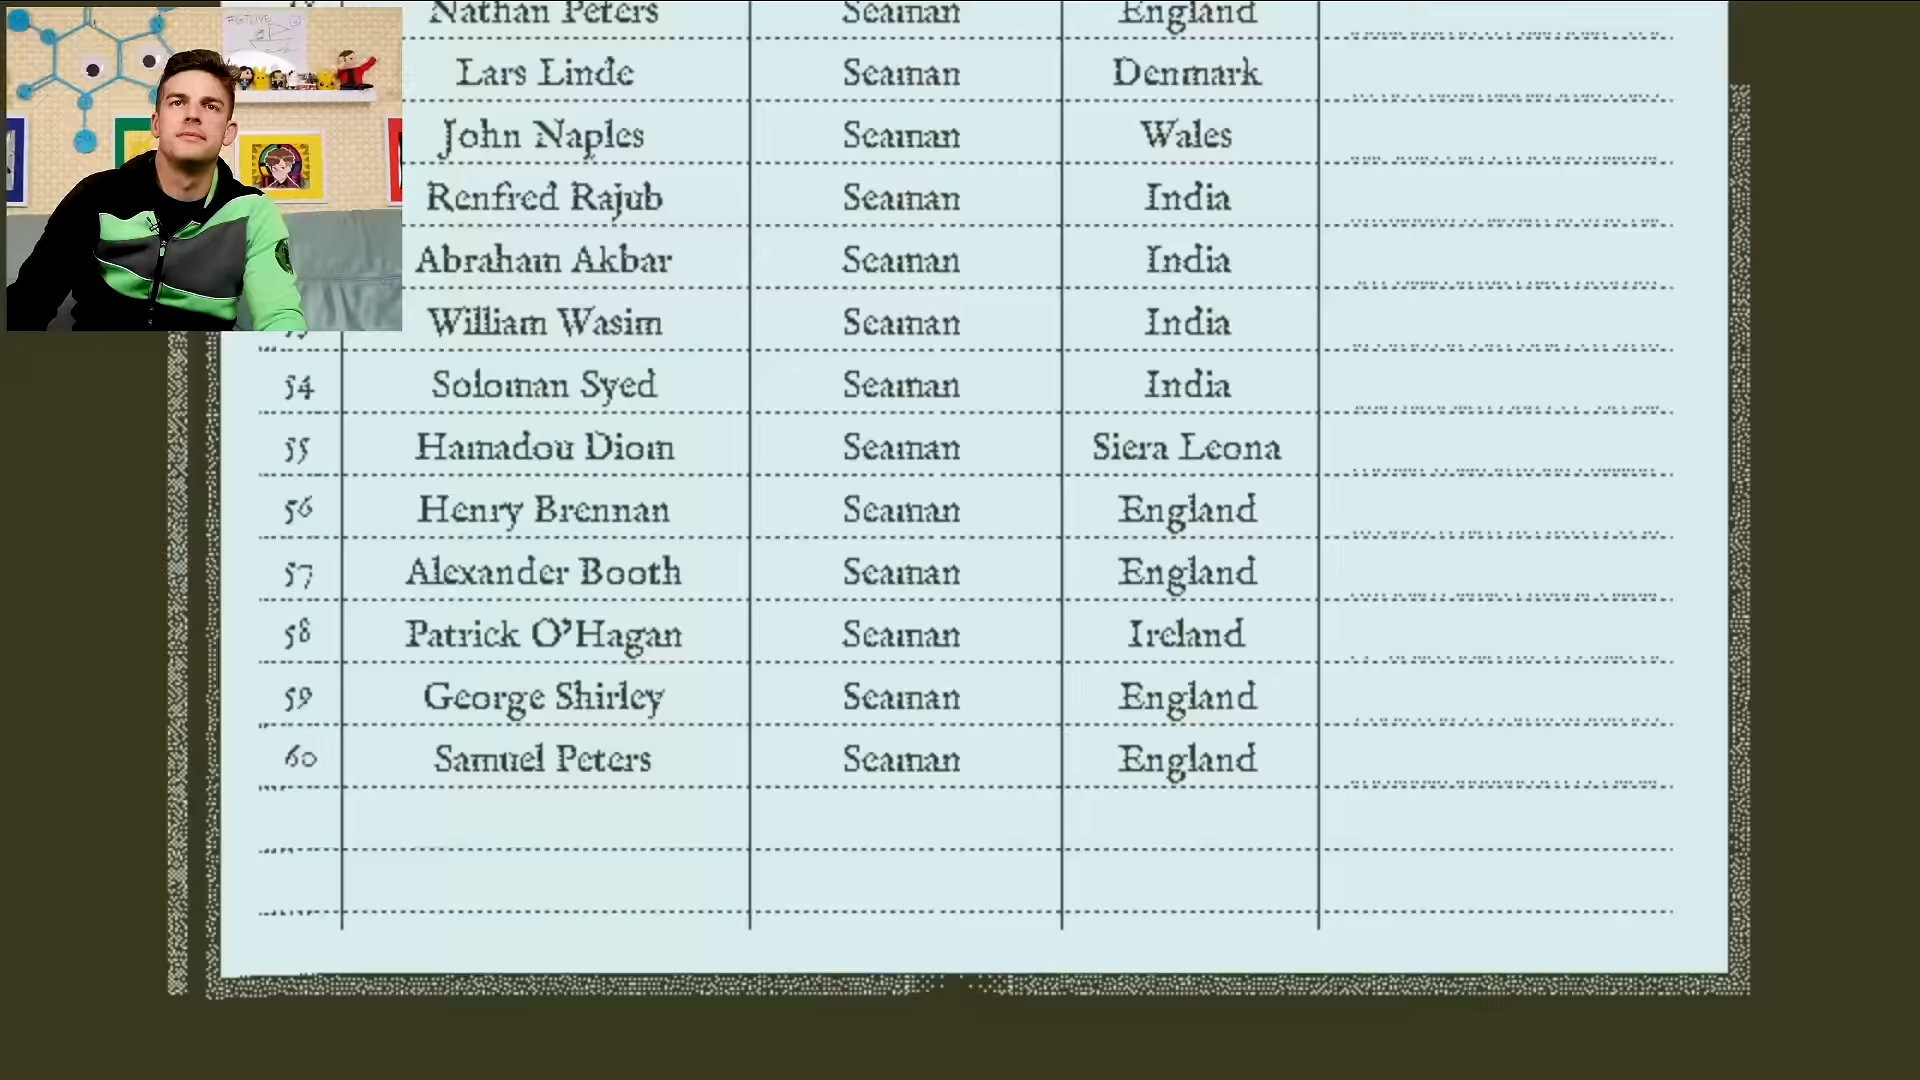 #GTLIVE
Nathan Peters Seaman England
Lars Linde Seaman Denmark
John Naples Seaman Wales
Renfred Rajub Seaman India
Abraham Akbar Seaman India
William Wasim Seaman India
54 Soloman Syed Seaman India
55 Hamadou Diom Seaman Siera Leona
56 Henry Brennan Seaman England
57 Alexander Booth Seaman England
58 Patrick O'Hagan Seaman Ireland
59 George Shirley Seaman England
60 Samuel Peters Seaman England